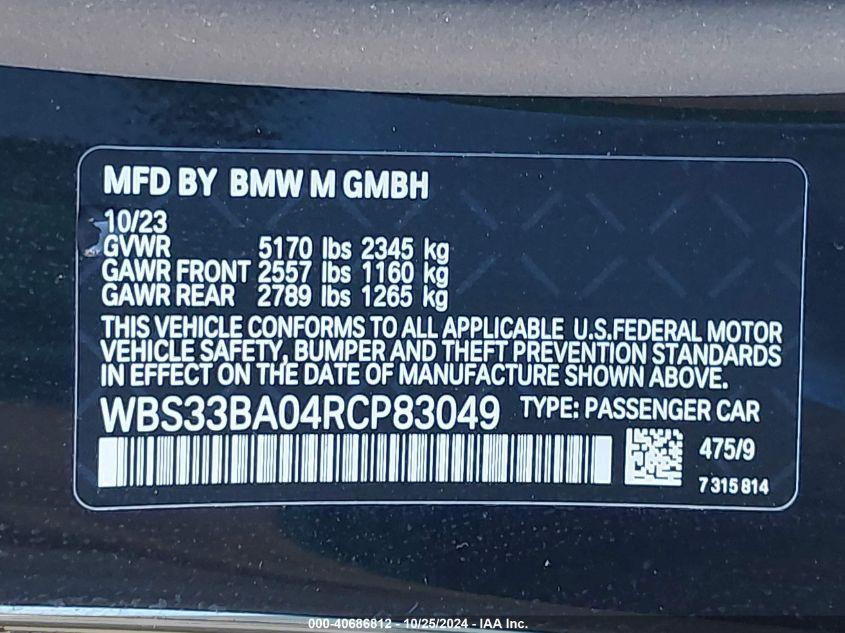 MFD BY BMW M GMBH
10/23
GVWR 5170 lbs 2345 kg
GAWR FRONT 2557 lbs 1160 kg
GAWR REAR 2789 lbs 1265 kg
THIS VEHICLE CONFORMS TO ALL APPLICABLE U.S.FEDERAL MOTOR
VEHICLE SAFETY, BUMPER AND THEFT PREVENTION STANDARDS
IN EFFECT ON THE DATE OF MANUFACTURE SHOWN ABOVE.
WBS33BA04RCP83049 TYPE: PASSENGER CAR
475/9
7315814
000-40686812 - 10/25/2024 - IAA Inc.